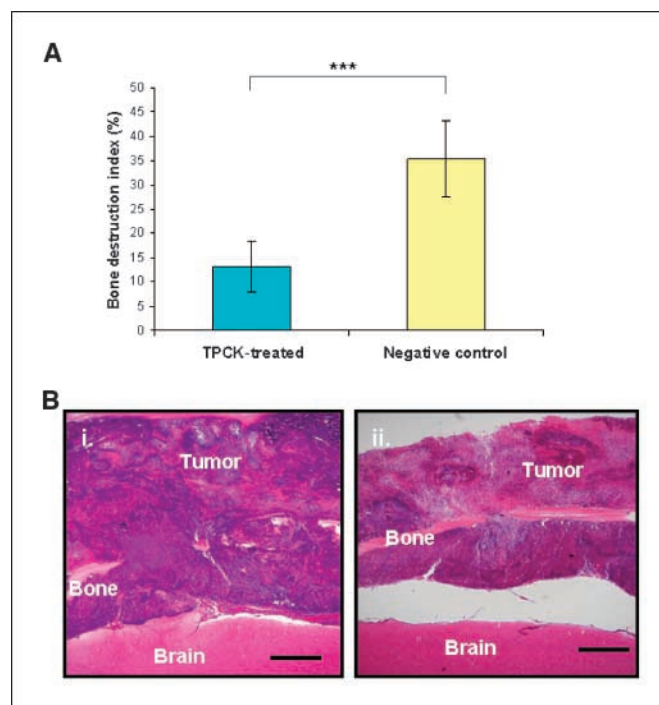 A
***
Bone destruction index (%)
50
45
40
35
30
25
20
15
10
5
0
TPCK-treated
Negative control
B
i.
Tumor
Bone
Brain
ii.
Tumor
Bone
Brain